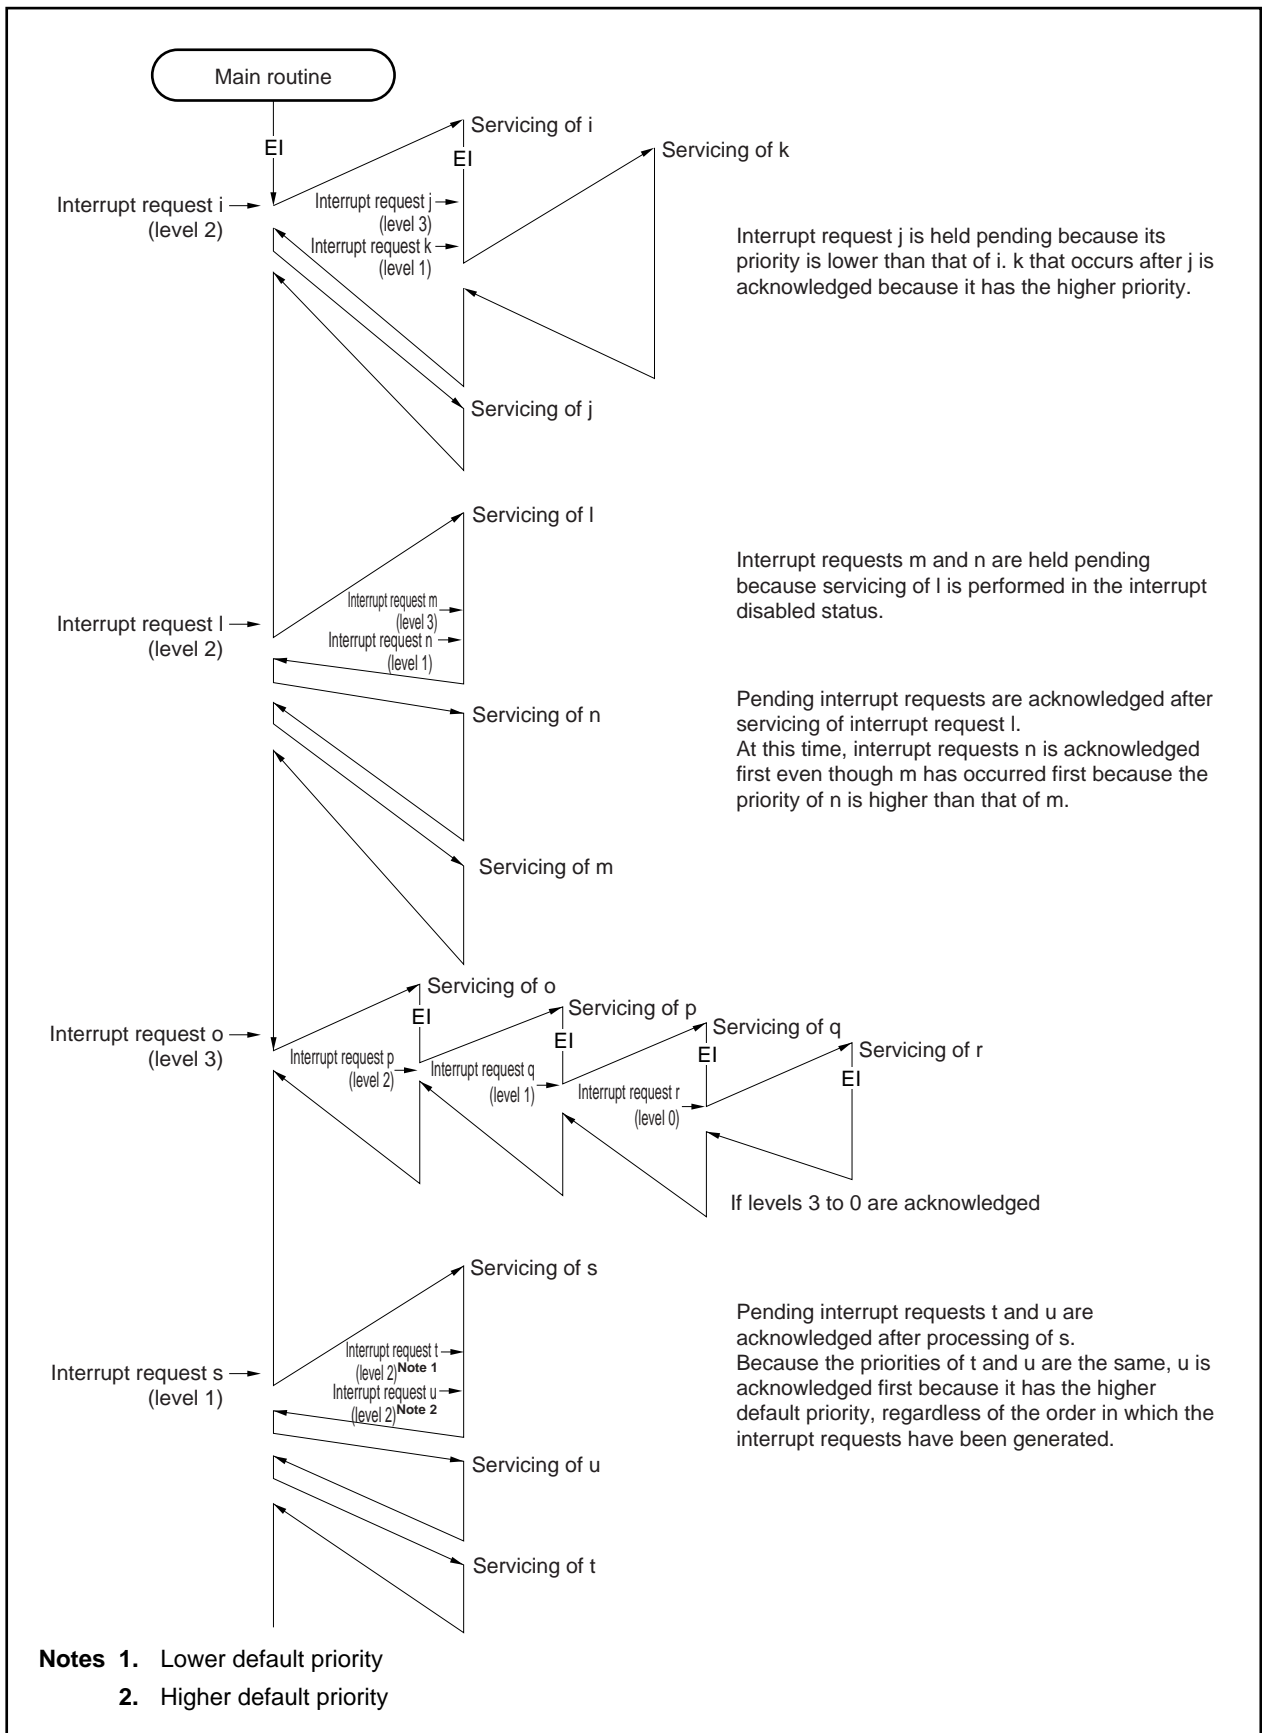 Main routine
EI
Servicing of i
EI
Servicing of k
Interrupt request i
(level 2)
Interrupt request j
(level 3)
Interrupt request k
(level 1)
Interrupt request j is held pending because its
priority is lower than that of i. k that occurs after j is
acknowledged because it has the higher priority.
Servicing of j
Servicing of l
Interrupt request l
(level 2)
Interrupt request m
(level 3)
Interrupt request n
(level 1)
Interrupt requests m and n are held pending
because servicing of l is performed in the interrupt
disabled status.
Servicing of n
Pending interrupt requests are acknowledged after
servicing of interrupt request l.
At this time, interrupt requests n is acknowledged
first even though m has occurred first because the
priority of n is higher than that of m.
Servicing of m
Interrupt request o
(level 3)
Servicing of o
EI
Interrupt request p
(level 2)
Servicing of p
EI
Interrupt request q
(level 1)
Servicing of q
EI
Interrupt request r
(level 0)
Servicing of r
EI
If levels 3 to 0 are acknowledged
Servicing of s
Interrupt request s
(level 1)
Interrupt request t
(level 2)Note 1
Interrupt request u
(level 2)Note 2
Pending interrupt requests t and u are
acknowledged after processing of s.
Because the priorities of t and u are the same, u is
acknowledged first because it has the higher
default priority, regardless of the order in which the
interrupt requests have been generated.
Servicing of u
Servicing of t
Notes 1. Lower default priority
2. Higher default priority